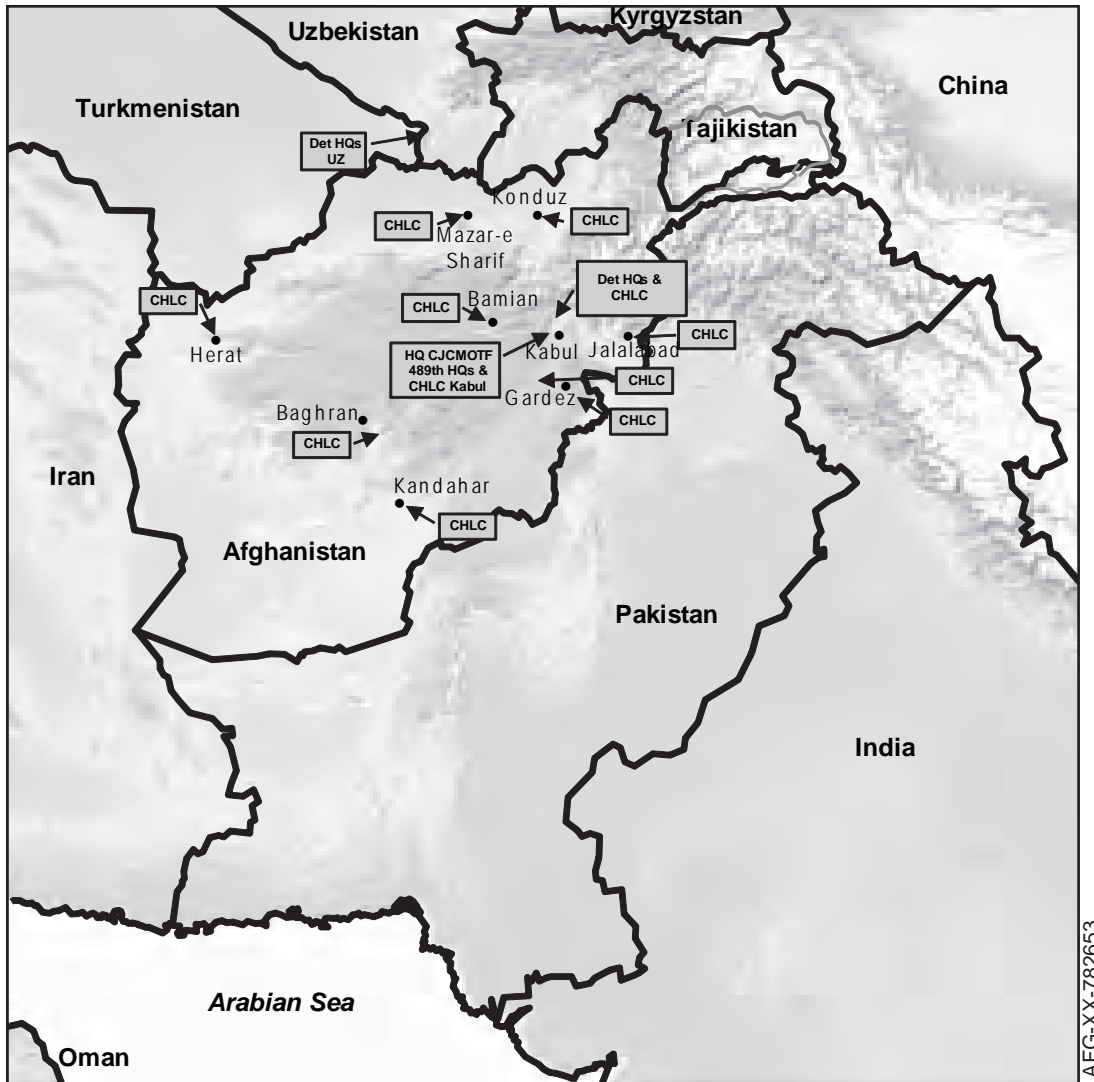 Kyrgyzstan
Uzbekistan
China
Turkmenistan
Tajikistan
Det HQs
UZ
Konduz
CHLC
CHLC
Mazar-e
Sharif
Det HQs &
CHLC
CHLC
CHLC
Bamian
CHLC
Herat
Kabul
Jalalabad
HQ CJCMOTF
489th HQs &
CHLC Kabul
CHLC
Gardez
CHLC
Baghran
CHLC
Iran
Kandahar
CHLC
Afghanistan
Pakistan
India
Arabian Sea
Oman
AFG-XX-782653